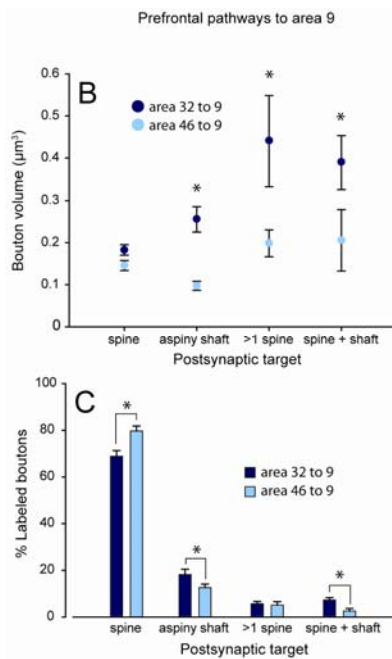 Prefrontal pathways to area 9
B
area 32 to 9
area 46 to 9
*
*
*
Bouton volume (µm³)
0.6
0.5
0.4
0.3
0.2
0.1
0.0
spine
aspiny shaft
>1 spine
spine + shaft
Postsynaptic target
C
area 32 to 9
area 46 to 9
*
*
*
% Labeled boutons
100
80
60
40
20
0
spine
aspiny shaft
>1 spine
spine + shaft
Postsynaptic target